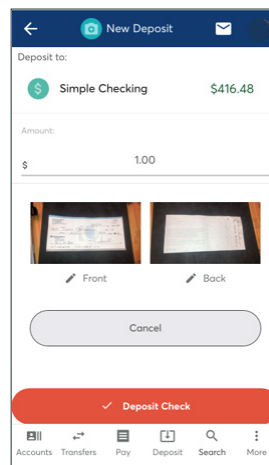 New Deposit
Deposit to:
$ Simple Checking $416.48
Amount:
$ 1.00
Front Back
Cancel
Deposit Check
Accounts Transfers Pay Deposit Search More